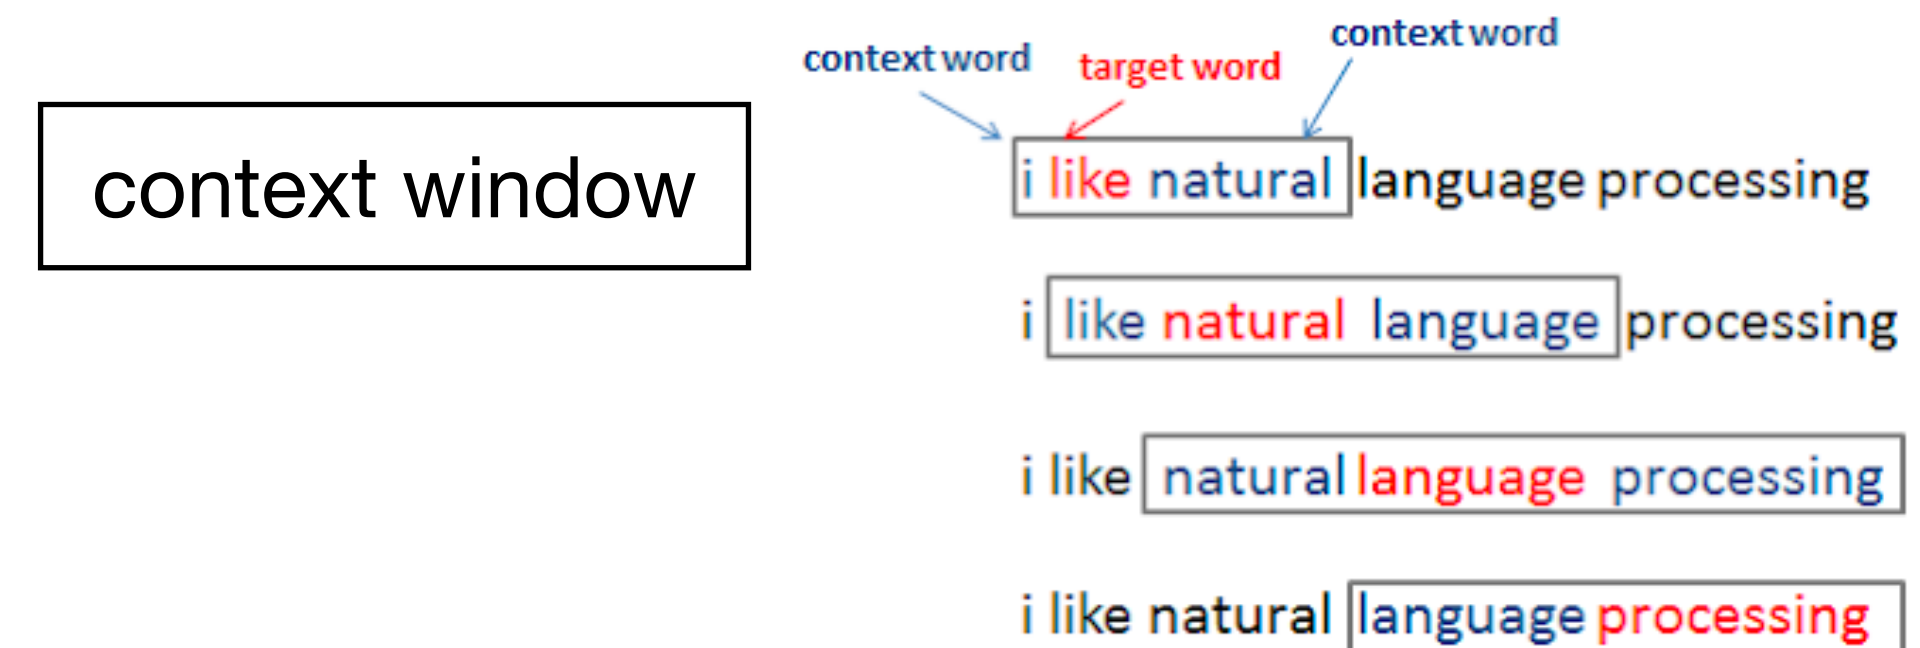 context word
target word
context word
context window
i like natural language processing
i like natural language processing
i like natural language processing
i like natural language processing